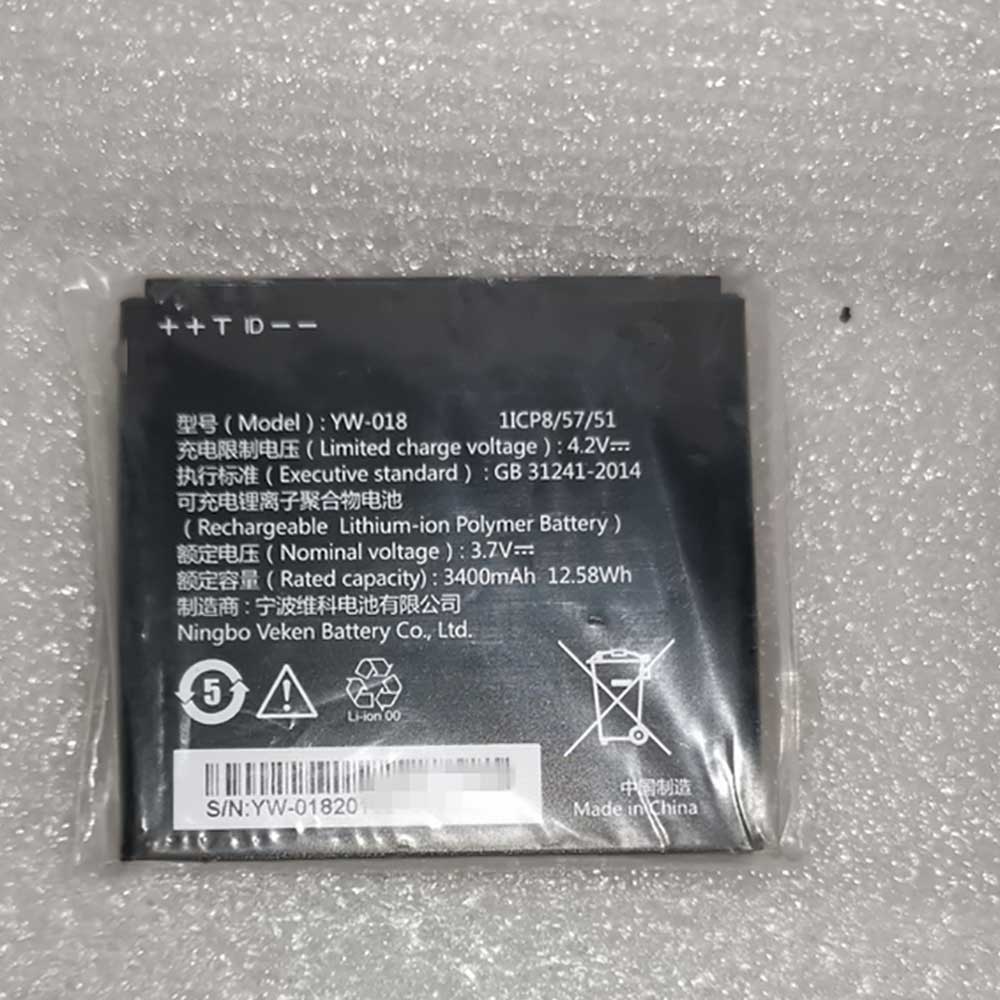 ++T ID−−
型号（Model）: YW-018 1ICP8/57/51
充电限制电压（Limited charge voltage）: 4.2V⎓
执行标准（Executive standard）: GB 31241-2014
可充电锂离子聚合物电池
（Rechargeable Lithium-ion Polymer Battery）
额定电压（Nominal voltage）: 3.7V⎓
额定容量（Rated capacity）: 3400mAh 12.58Wh
制造商：宁波维科电池有限公司
Ningbo Veken Battery Co., Ltd.
5
Li-ion 00
中国制造
Made in China
S/N:YW-018201